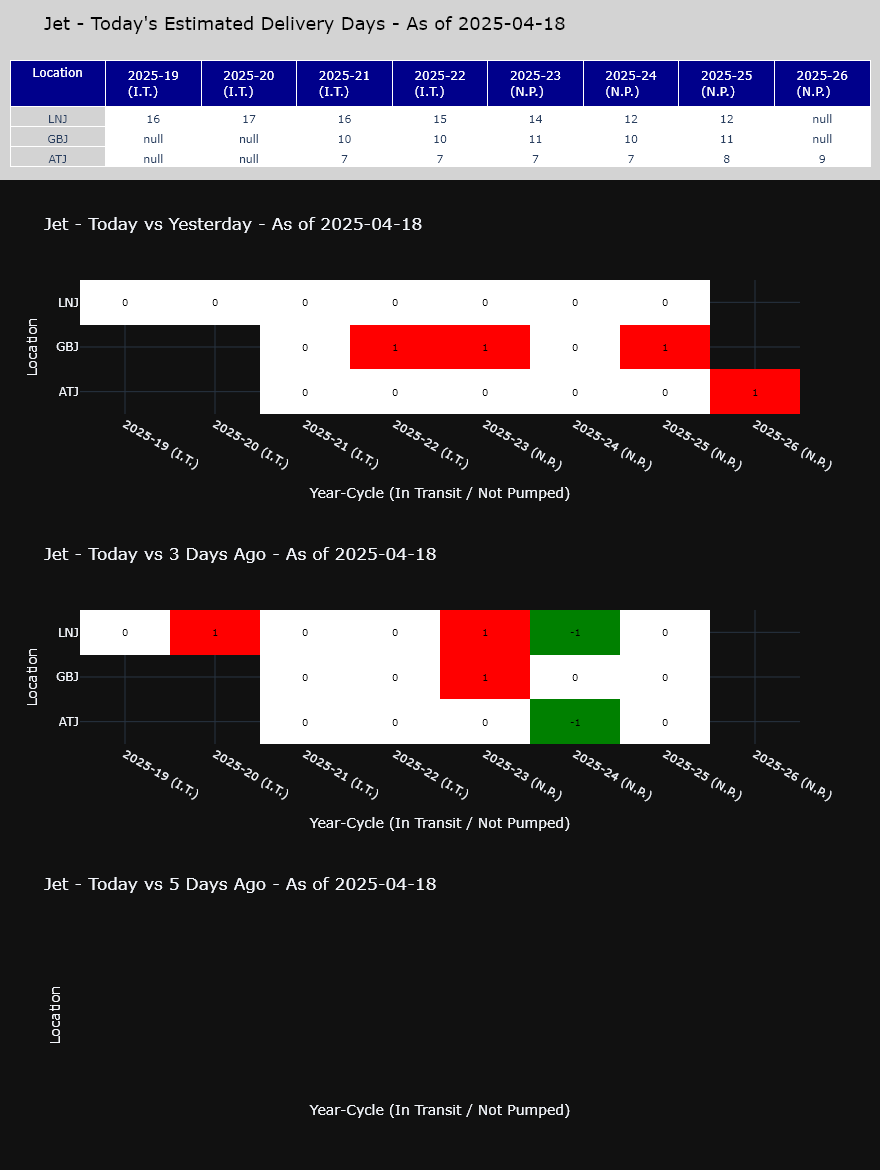 Jet - Today's Estimated Delivery Days - As of 2025-04-18
Location 2025-19 (I.T.) 2025-20 (I.T.) 2025-21 (I.T.) 2025-22 (I.T.) 2025-23 (N.P.) 2025-24 (N.P.) 2025-25 (N.P.) 2025-26 (N.P.)
LNJ 16 17 16 15 14 12 12 null
GBJ null null 10 10 11 10 11 null
ATJ null null 7 7 7 7 8 9
Jet - Today vs Yesterday - As of 2025-04-18
Location
LNJ 0 0 0 0 0 0 0
GBJ 0 1 1 0 1
ATJ 0 0 0 0 0 1
2025-19 (I.T.) 2025-20 (I.T.) 2025-21 (I.T.) 2025-22 (I.T.) 2025-23 (N.P.) 2025-24 (N.P.) 2025-25 (N.P.) 2025-26 (N.P.)
Year-Cycle (In Transit / Not Pumped)
Jet - Today vs 3 Days Ago - As of 2025-04-18
Location
LNJ 0 1 0 0 1 -1 0
GBJ 0 0 1 0 0
ATJ 0 0 0 -1 0
2025-19 (I.T.) 2025-20 (I.T.) 2025-21 (I.T.) 2025-22 (I.T.) 2025-23 (N.P.) 2025-24 (N.P.) 2025-25 (N.P.) 2025-26 (N.P.)
Year-Cycle (In Transit / Not Pumped)
Jet - Today vs 5 Days Ago - As of 2025-04-18
Location
Year-Cycle (In Transit / Not Pumped)